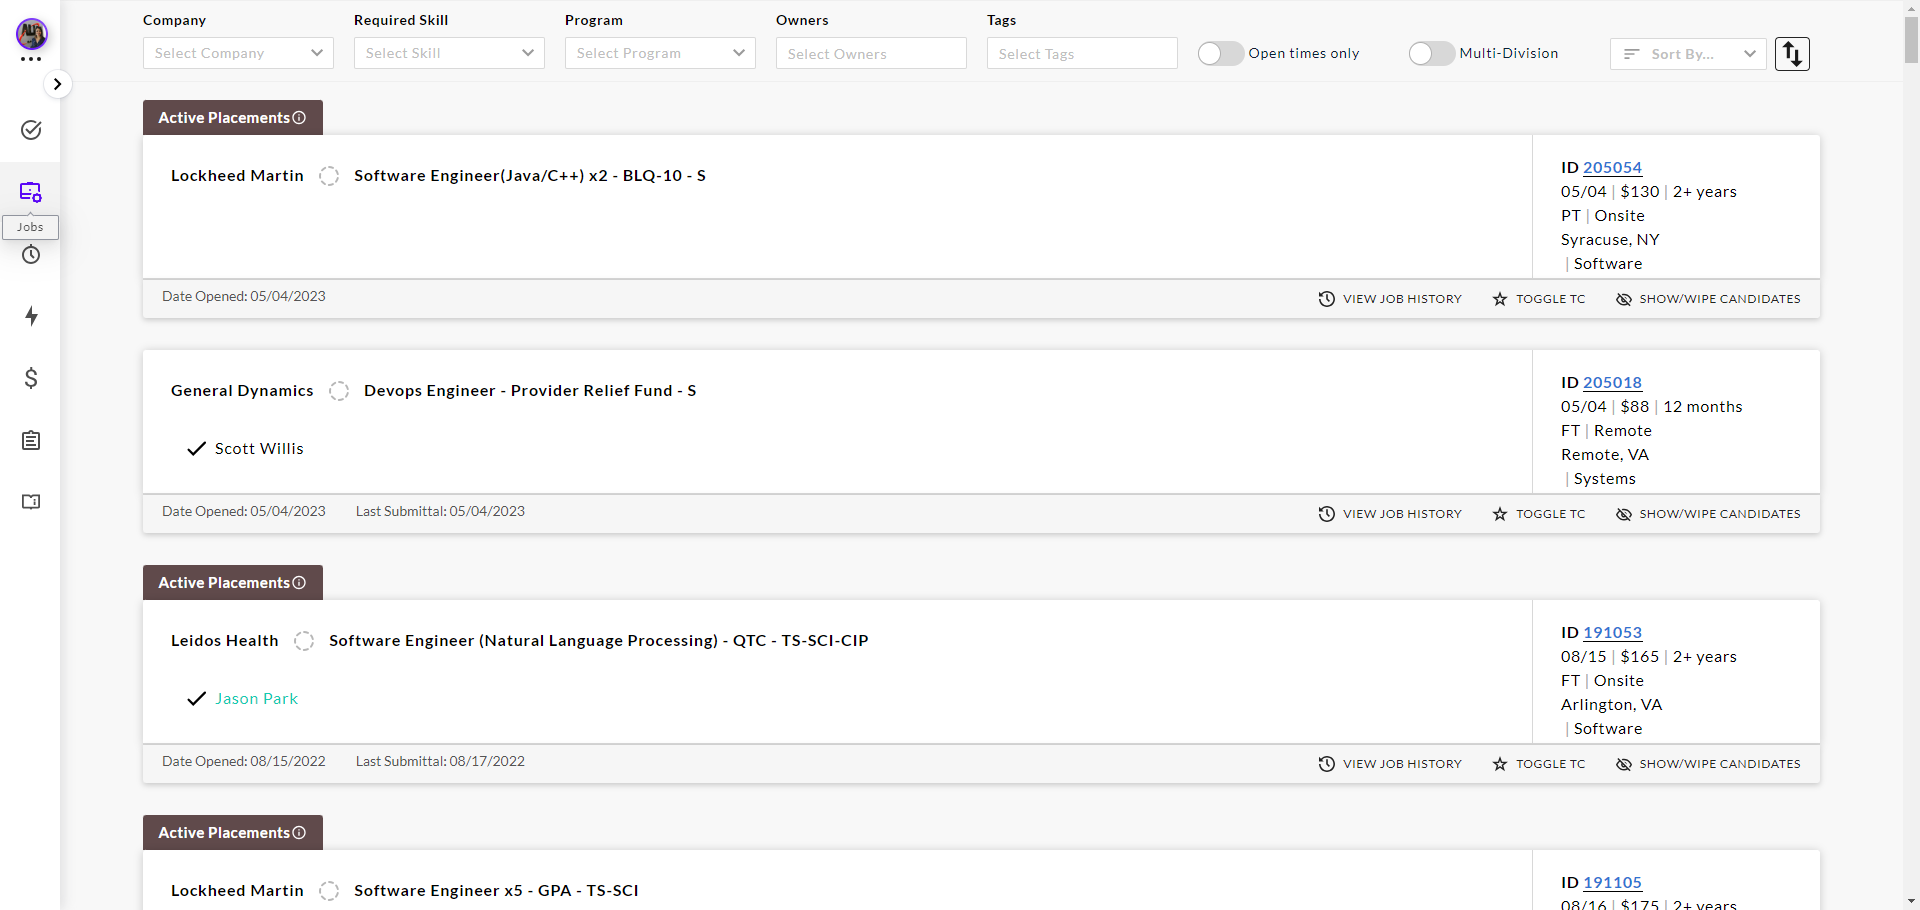 Company
Required Skill
Program
Owners
Tags
Select Company
Select Skill
Select Program
Select Owners
Select Tags
Open times only
Multi-Division
Sort By...
Jobs
Active Placements
Lockheed Martin Software Engineer(Java/C++) x2 - BLQ-10 - S
ID 205054
05/04 | $130 | 2+ years
PT | Onsite
Syracuse, NY
| Software
Date Opened: 05/04/2023
VIEW JOB HISTORY
TOGGLE TC
SHOW/WIPE CANDIDATES
General Dynamics Devops Engineer - Provider Relief Fund - S
Scott Willis
ID 205018
05/04 | $88 | 12 months
FT | Remote
Remote, VA
| Systems
Date Opened: 05/04/2023 Last Submittal: 05/04/2023
VIEW JOB HISTORY
TOGGLE TC
SHOW/WIPE CANDIDATES
Active Placements
Leidos Health Software Engineer (Natural Language Processing) - QTC - TS-SCI-CIP
Jason Park
ID 191053
08/15 | $165 | 2+ years
FT | Onsite
Arlington, VA
| Software
Date Opened: 08/15/2022 Last Submittal: 08/17/2022
VIEW JOB HISTORY
TOGGLE TC
SHOW/WIPE CANDIDATES
Active Placements
Lockheed Martin Software Engineer x5 - GPA - TS-SCI
ID 191105
08/16 | $175 | 2+ years